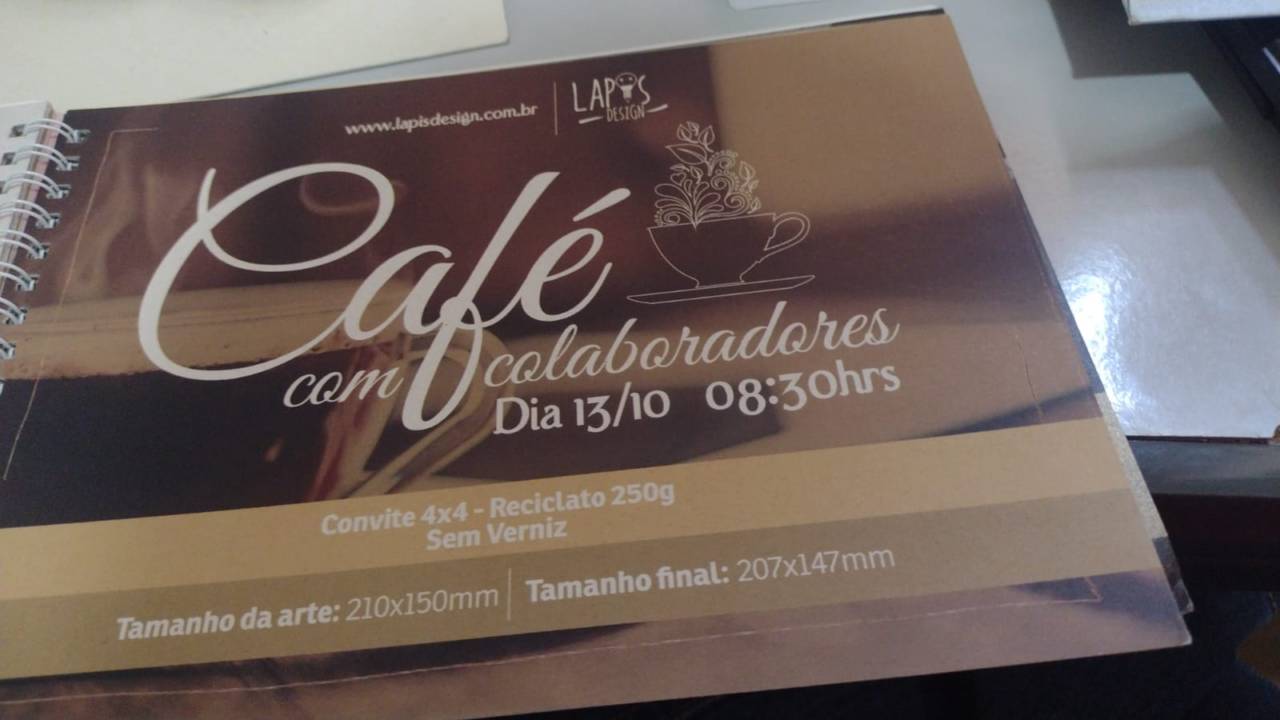 www.lapisdesign.com.br
LAPIS
DESIGN
Café
com colaboradores
Dia 13/10 08:30hrs
Convite 4x4 - Reciclato 250g
Sem Verniz
Tamanho da arte: 210x150mm
Tamanho final: 207x147mm